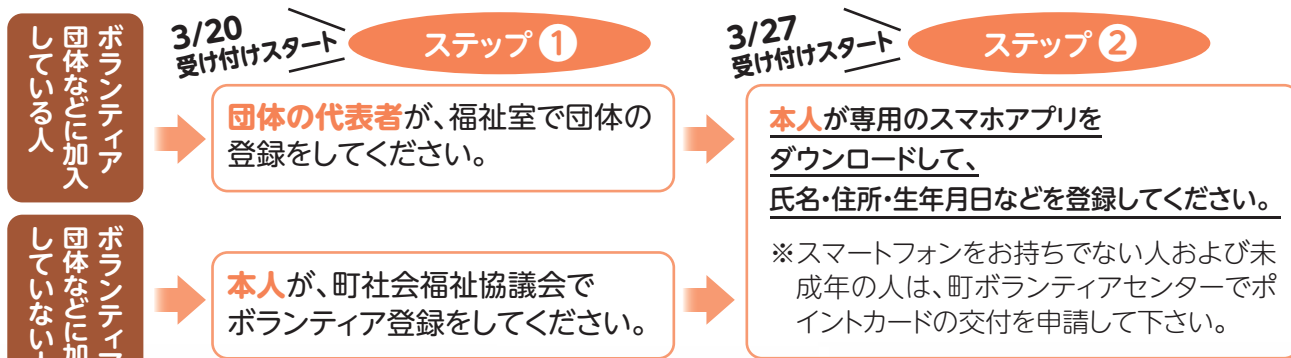 ボランティア
団体などに加入
している人
3/20
受け付けスタート
ステップ❶
団体の代表者が、福祉室で団体の
登録をしてください。
3/27
受け付けスタート
ステップ❷
本人が専用のスマホアプリを
ダウンロードして、
氏名・住所・生年月日などを登録してください。
※スマートフォンをお持ちでない人および未
成年の人は、町ボランティアセンターでポ
イントカードの交付を申請して下さい。
ボランティア
団体などに加
していない
本人が、町社会福祉協議会で
ボランティア登録をしてください。